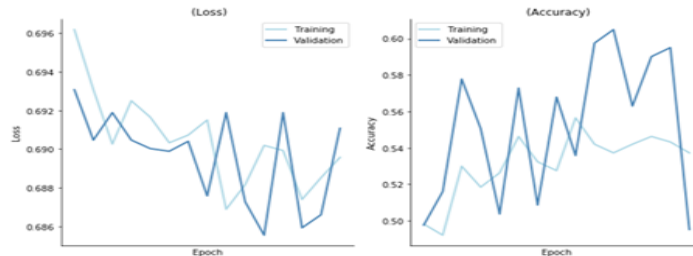 (Loss)
Training
Validation
0.696
0.694
0.692
0.690
0.688
0.686
Loss
Epoch
(Accuracy)
Training
Validation
0.60
0.58
0.56
0.54
0.52
0.50
Accuracy
Epoch